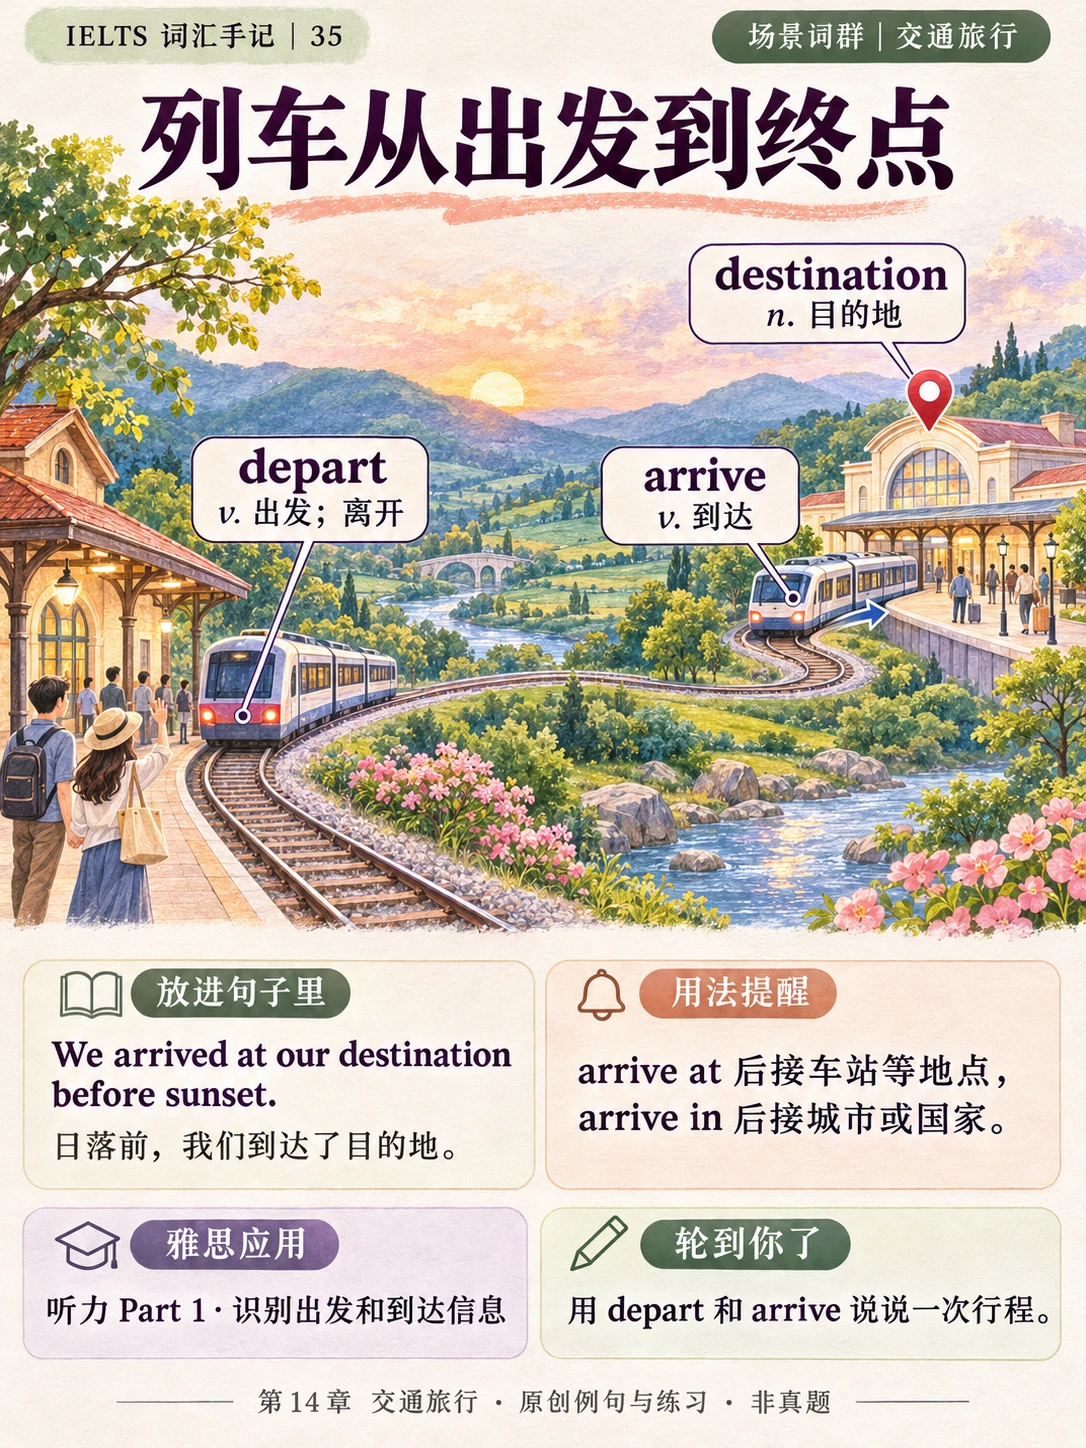 IELTS 词汇手记 | 35
场景词群 | 交通旅行
列车从出发到终点
destination
n. 目的地
depart
v. 出发；离开
arrive
v. 到达
放进句子里
We arrived at our destination
before sunset.
日落前，我们到达了目的地。
用法提醒
arrive at 后接车站等地点，
arrive in 后接城市或国家。
雅思应用
听力 Part 1 · 识别出发和到达信息
轮到你了
用 depart 和 arrive 说说一次行程。
第 14 章 交通旅行 · 原创例句与练习 · 非真题